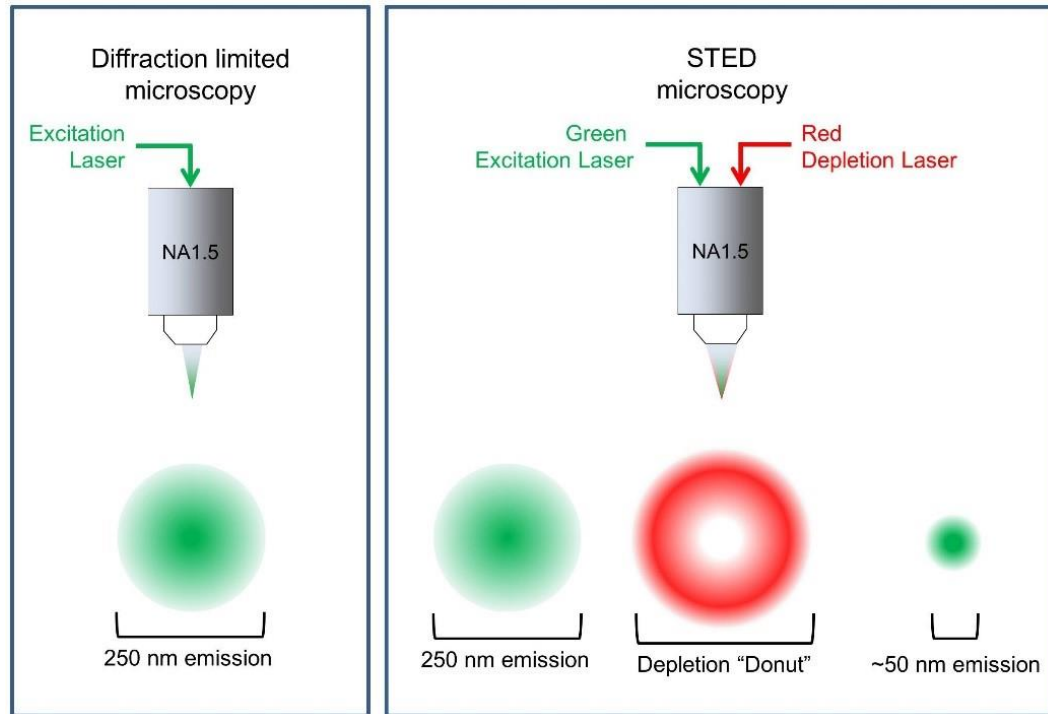 Diffraction limited
microscopy
Excitation
Laser
NA1.5
250 nm emission
STED
microscopy
Green
Excitation Laser
Red
Depletion Laser
NA1.5
250 nm emission
Depletion “Donut”
~50 nm emission